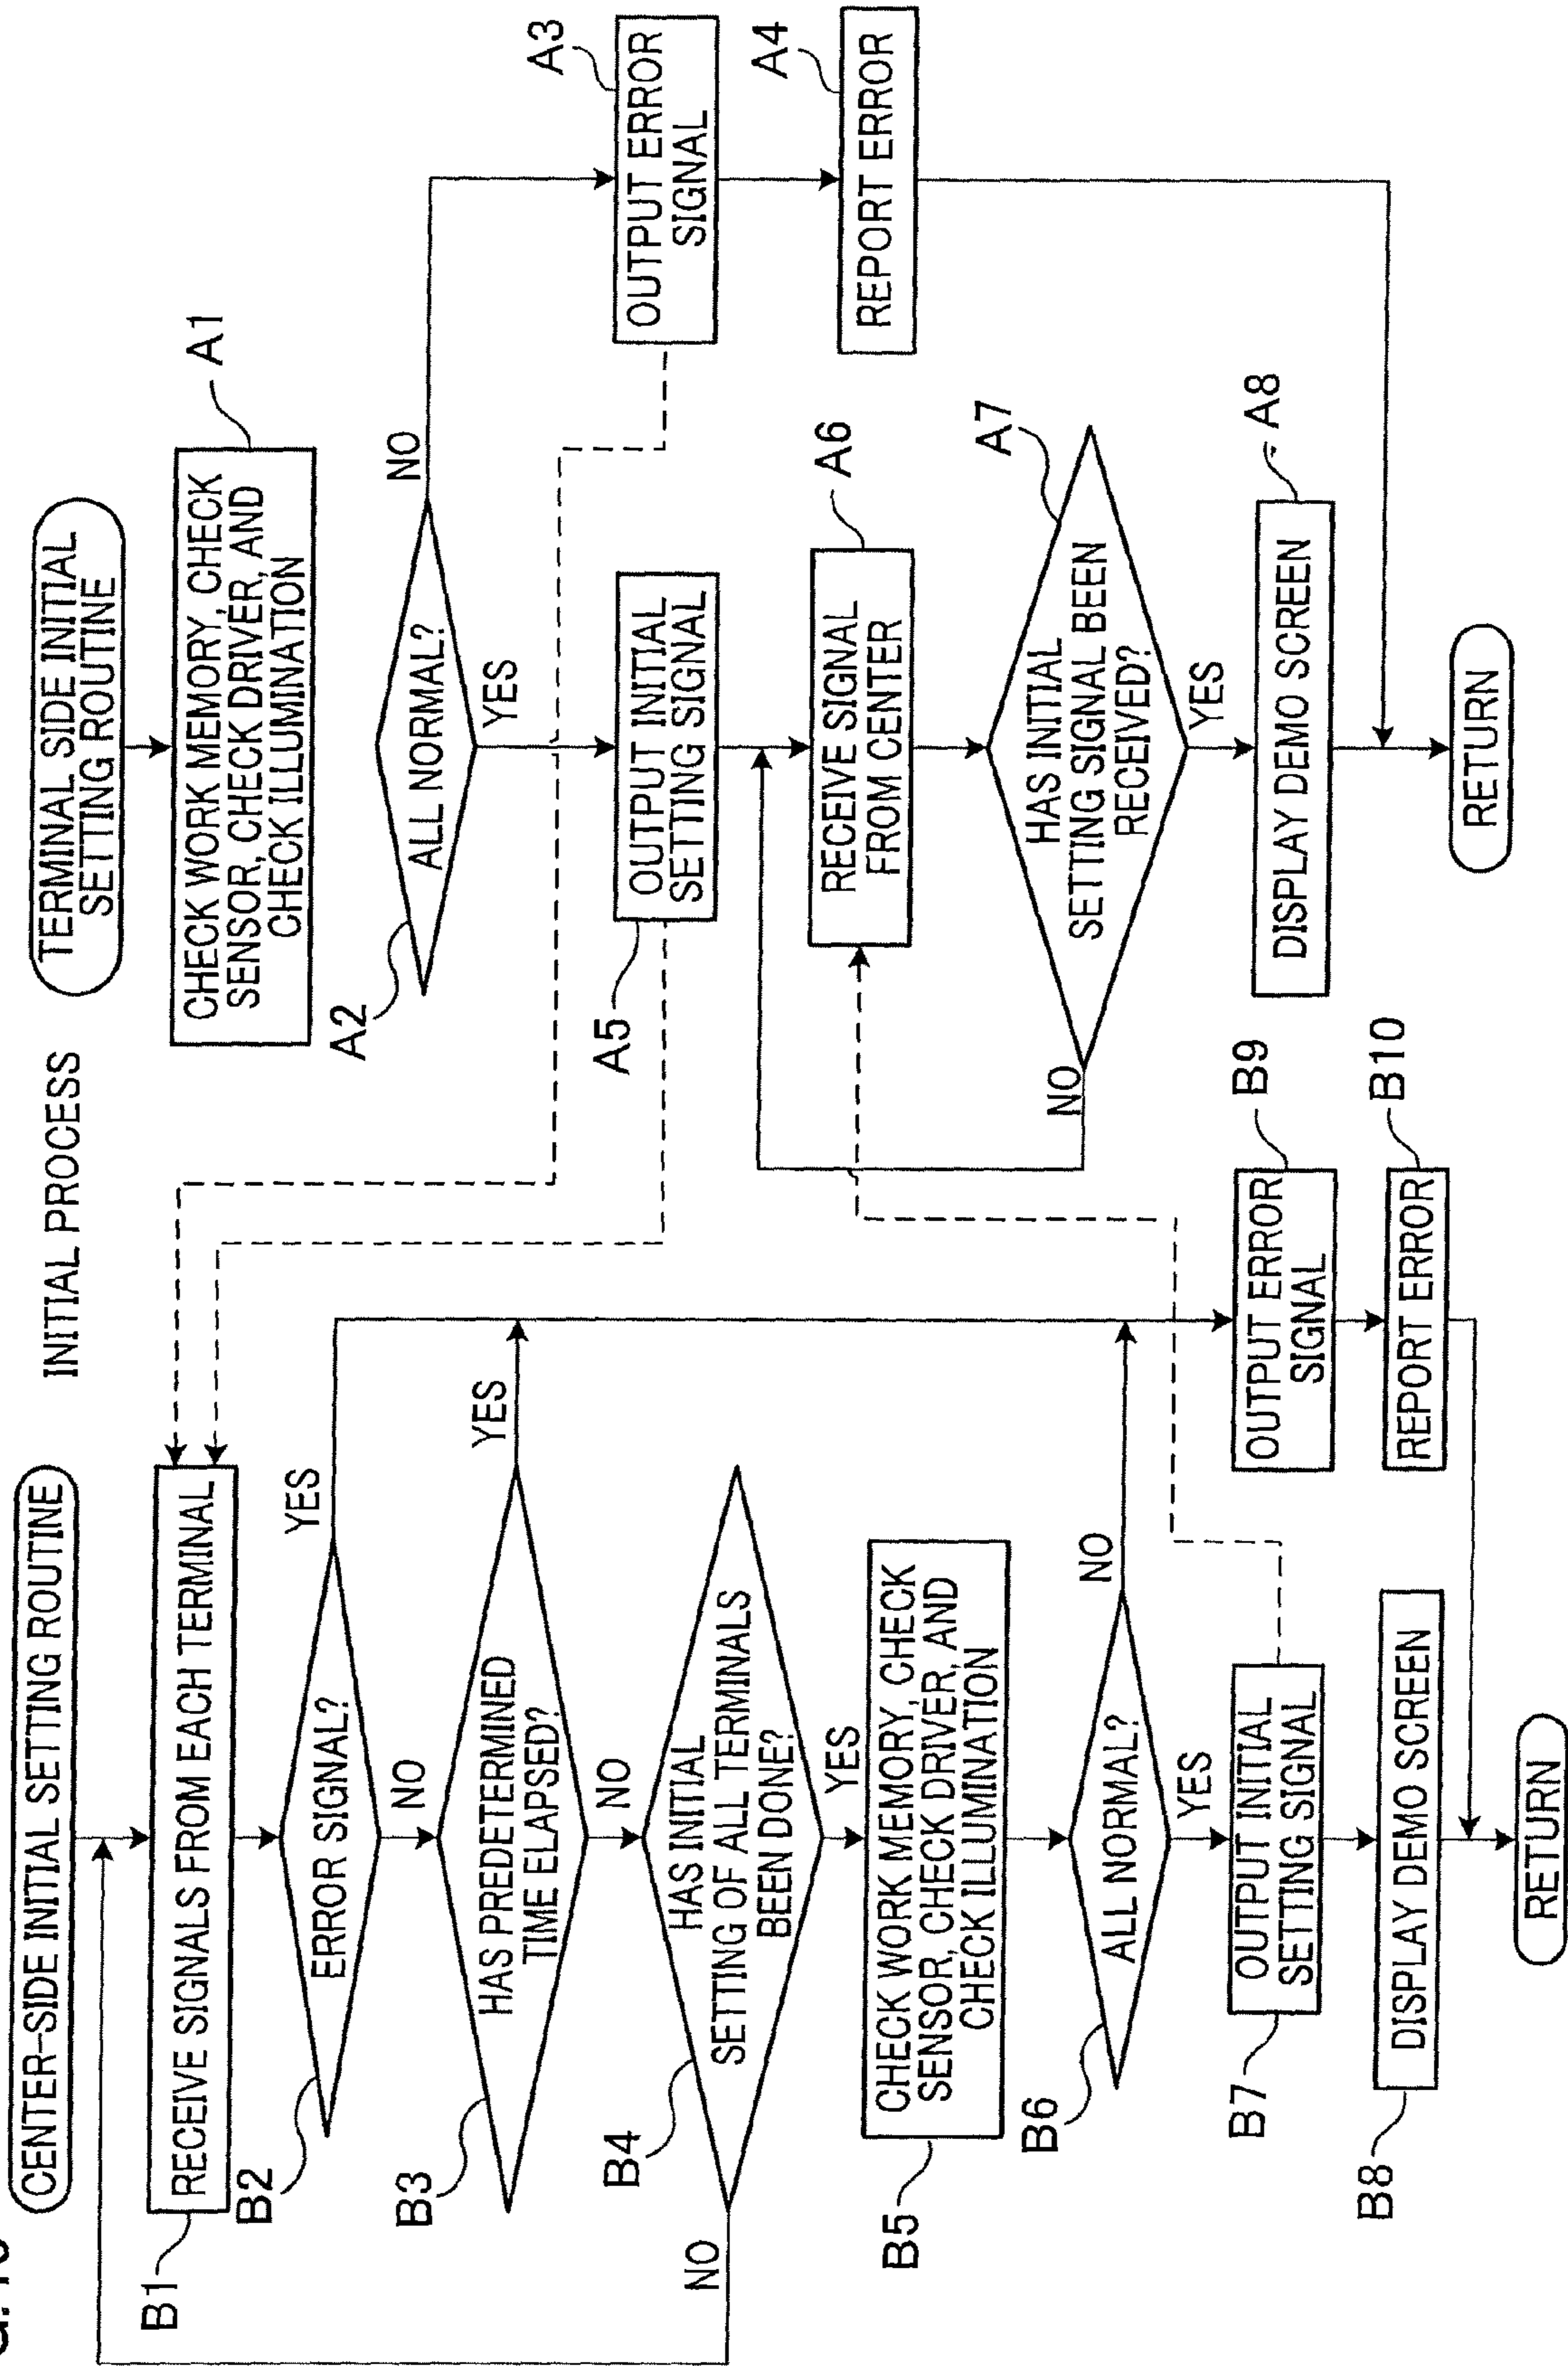 INITIAL PROCESS
CENTER-SIDE INITIAL SETTING ROUTINE
B1
RECEIVE SIGNALS FROM EACH TERMINAL
B2
ERROR SIGNAL?
YES
NO
B3
HAS PREDETERMINED
TIME ELAPSED?
YES
NO
B4
HAS INITIAL
SETTING OF ALL TERMINALS
BEEN DONE?
NO
YES
B5
CHECK WORK MEMORY, CHECK
SENSOR, CHECK DRIVER, AND
CHECK ILLUMINATION
B6
ALL NORMAL?
NO
YES
B7
OUTPUT INITIAL
SETTING SIGNAL
B9
OUTPUT ERROR
SIGNAL
B8
DISPLAY DEMO SCREEN
B10
REPORT ERROR
RETURN
TERMINAL SIDE INITIAL
SETTING ROUTINE
A1
CHECK WORK MEMORY, CHECK
SENSOR, CHECK DRIVER, AND
CHECK ILLUMINATION
A2
ALL NORMAL?
NO
YES
A3
OUTPUT ERROR
SIGNAL
A5
OUTPUT INITIAL
SETTING SIGNAL
A4
REPORT ERROR
A6
RECEIVE SIGNAL
FROM CENTER
A7
HAS INITIAL
SETTING SIGNAL BEEN
RECEIVED?
NO
YES
A8
DISPLAY DEMO SCREEN
RETURN